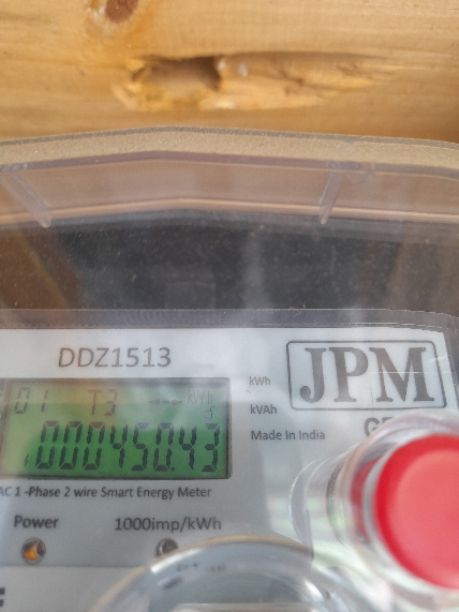 DDZ1513
JPM
kWh
kVAh
Made In India
01 T3 kWh
000450.43
AC 1 -Phase 2 wire Smart Energy Meter
Power 1000imp/kWh